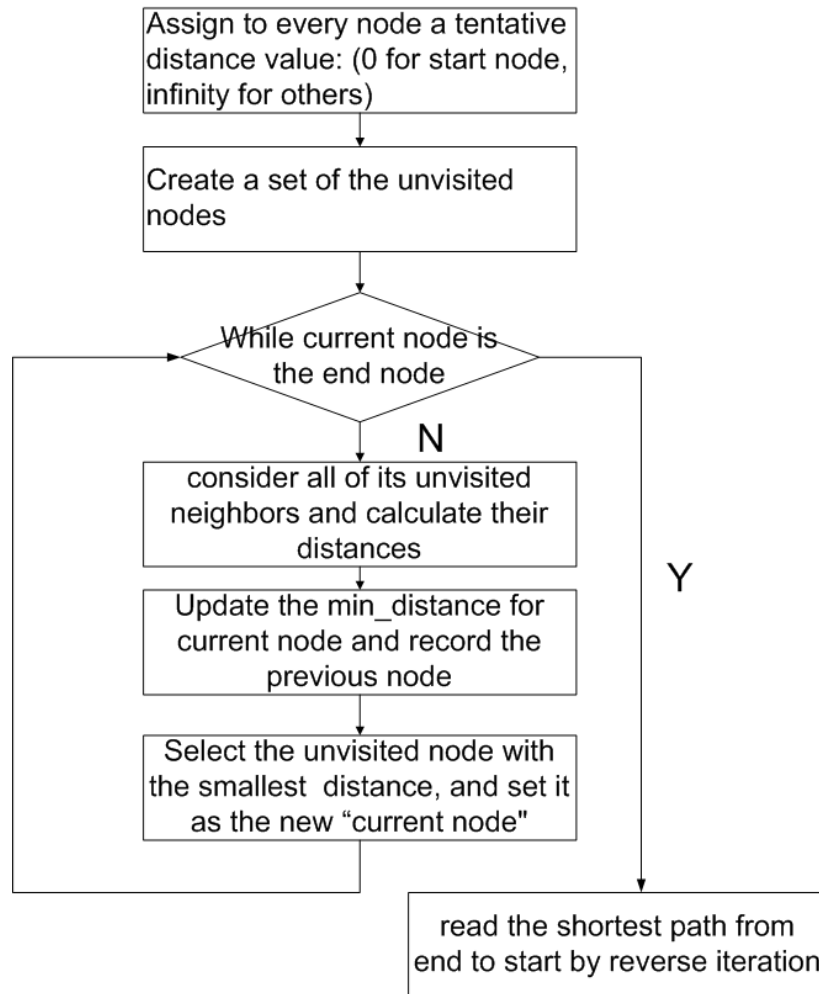 Assign to every node a tentative
distance value: (0 for start node,
infinity for others)
Create a set of the unvisited
nodes
While current node is
the end node
N
consider all of its unvisited
neighbors and calculate their
distances
Y
Update the min_distance for
current node and record the
previous node
Select the unvisited node with
the smallest  distance, and set it
as the new “current node"
read the shortest path from
end to start by reverse iteration